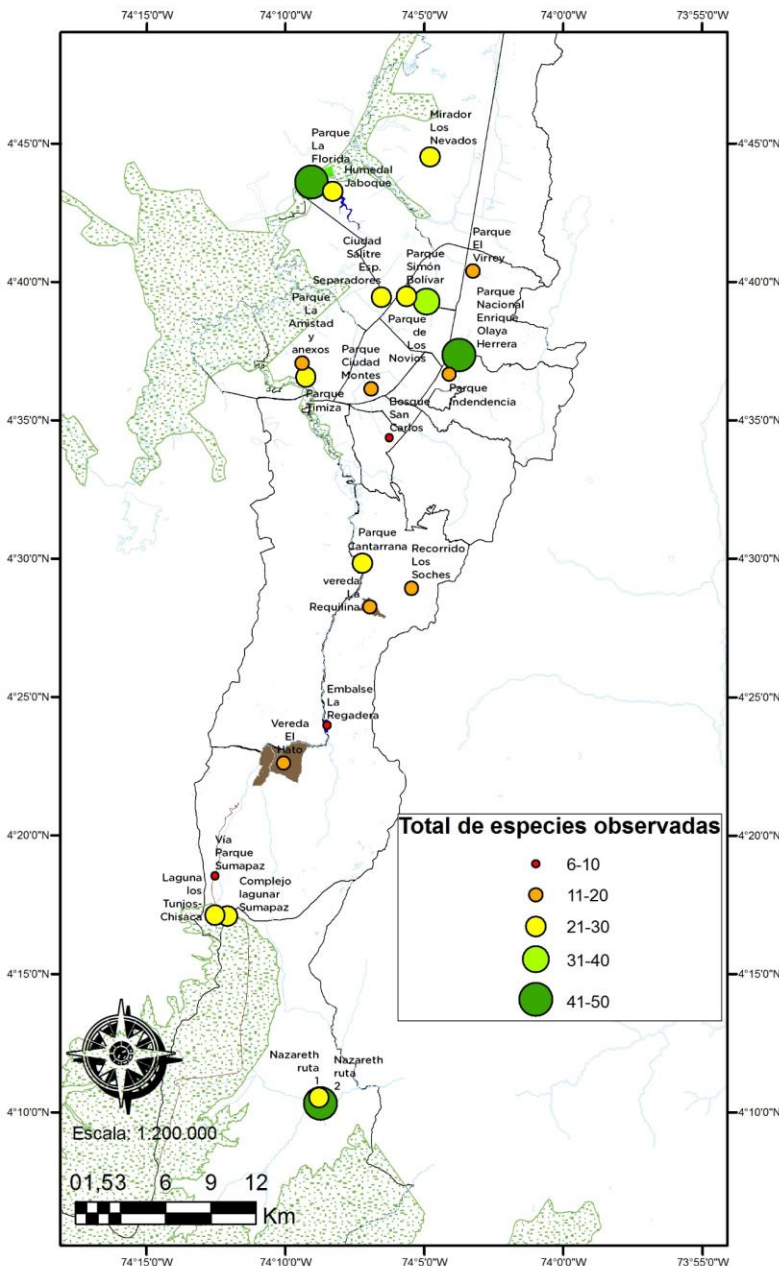 74°15'0"W
74°10'0"W
74°5'0"W
74°0'0"W
73°55'0"W
4°45'0"N
4°45'0"N
Mirador
Los
Nevados
Parque
La
Florida
Humedal
Jaboque
Ciudad
Salitre
Esp.
Separadores
Parque
Simón
Bolívar
Parque
El
Virrey
4°40'0"N
4°40'0"N
Parque
Nacional
Enrique
Olaya
Herrera
Parque
La
Amistad
y
anexos
Parque
de
Los
Novios
Parque
Ciudad
Montes
Parque
Timiza
Parque
Indendencia
Bosque
San
Carlos
4°35'0"N
4°35'0"N
4°30'0"N
4°30'0"N
Parque
Cantarrana
Recorrido
Los
Soches
vereda
La
Requilina
4°25'0"N
4°25'0"N
Embalse
La
Regadera
Vereda
El
Hato
4°20'0"N
4°20'0"N
Vía
Parque
Sumapaz
Laguna
los
Tunjos-
Chisaca
Complejo
lagunar
Sumapaz
Total de especies observadas
6-10
11-20
21-30
31-40
41-50
4°15'0"N
4°15'0"N
Nazareth
ruta
1
Nazareth
ruta
2
4°10'0"N
4°10'0"N
Escala: 1:200.000
01,53 6 9 12
Km
74°15'0"W
74°10'0"W
74°5'0"W
74°0'0"W
73°55'0"W